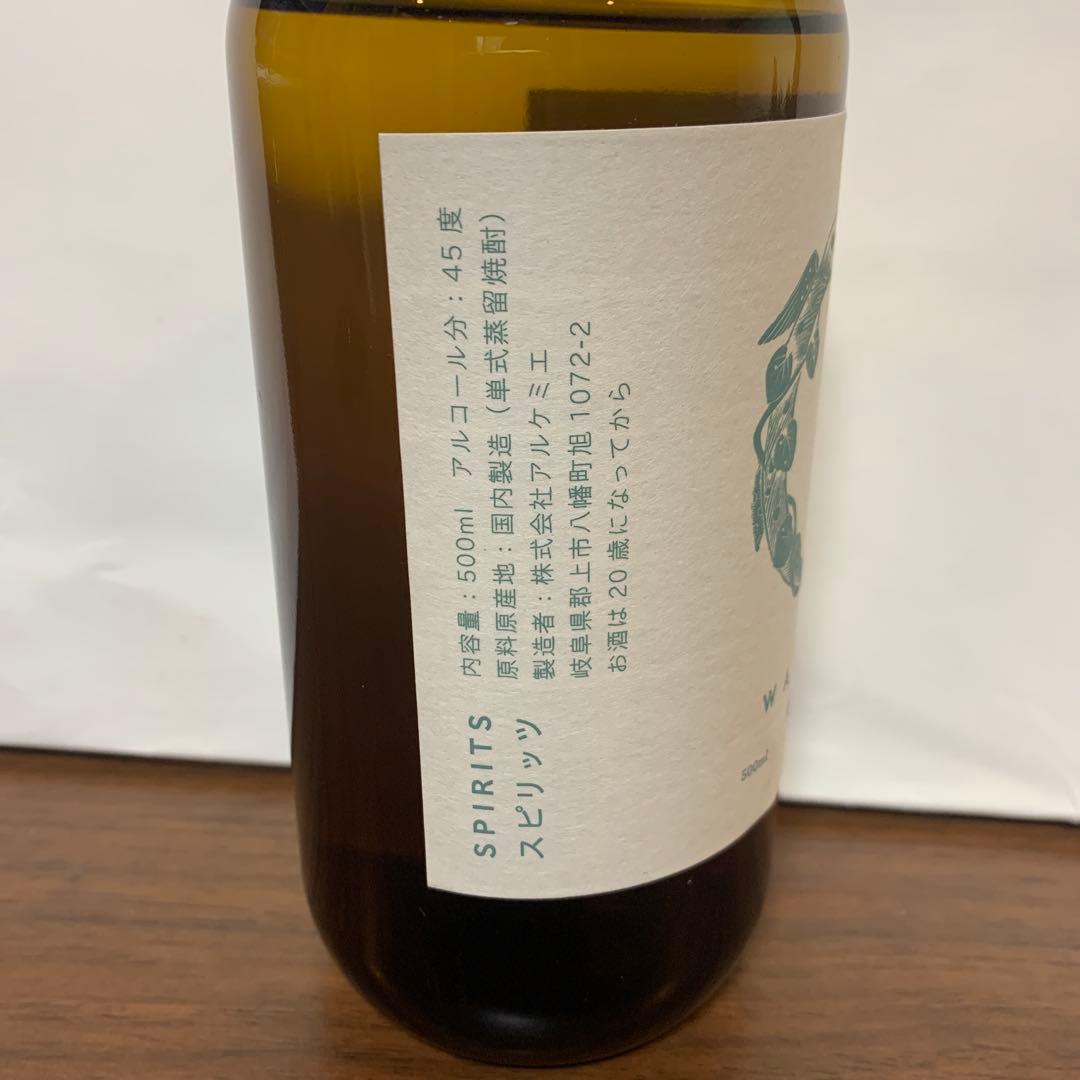 SPIRITS
スピリッツ
内容量：500ml アルコール分：45度
原料原産地：国内製造（単式蒸留焼酎）
製造者：株式会社アルケミエ
岐阜県郡上市八幡町旭1072-2
お酒は20歳になってから
500ml